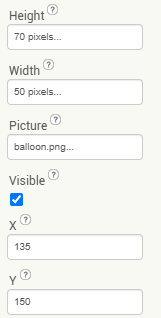 Height ?
70 pixels...
Width ?
50 pixels...
Picture ?
balloon.png...
Visible ?
X ?
135
Y ?
150